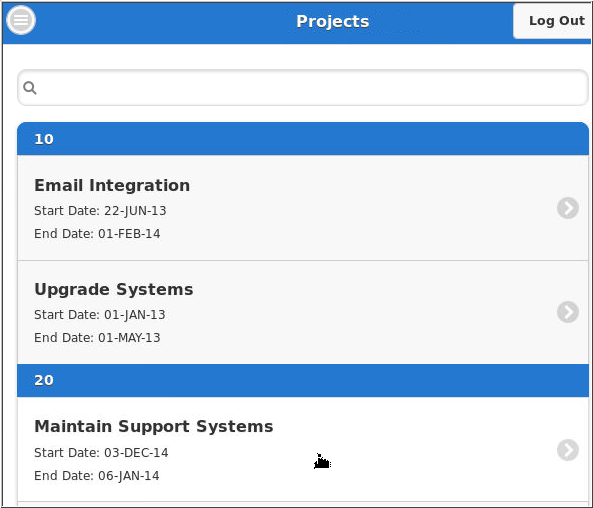 Projects
Log Out
10
Email Integration
Start Date: 22-JUN-13
End Date: 01-FEB-14
Upgrade Systems
Start Date: 01-JAN-13
End Date: 01-MAY-13
20
Maintain Support Systems
Start Date: 03-DEC-14
End Date: 06-JAN-14